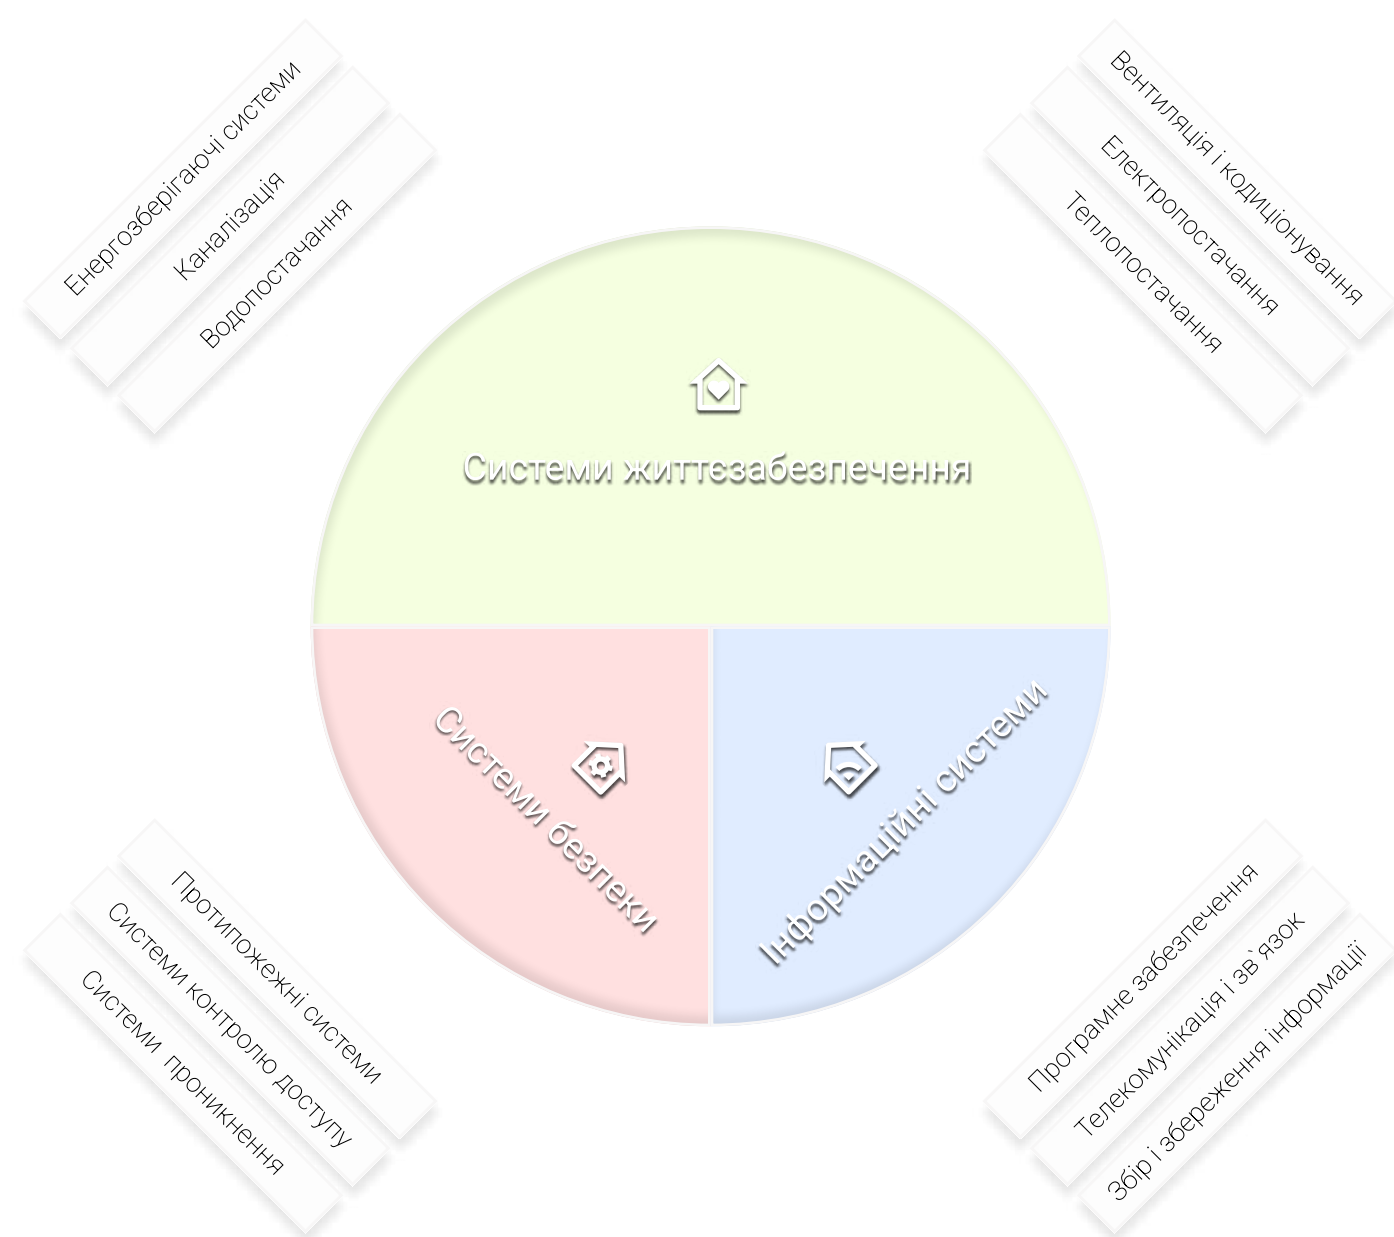 Енергозберігаючі системи
Каналізація
Водопостачання
Вентиляція і кодиціонування
Електропостачання
Теплопостачання
Системи життєзабезпечення
Системи безпеки
Інформаційні системи
Протипожежні системи
Системи контролю доступу
Системи проникнення
Програмне забезпечення
Телекомунікація і зв`язок
Збір і збереження інформації